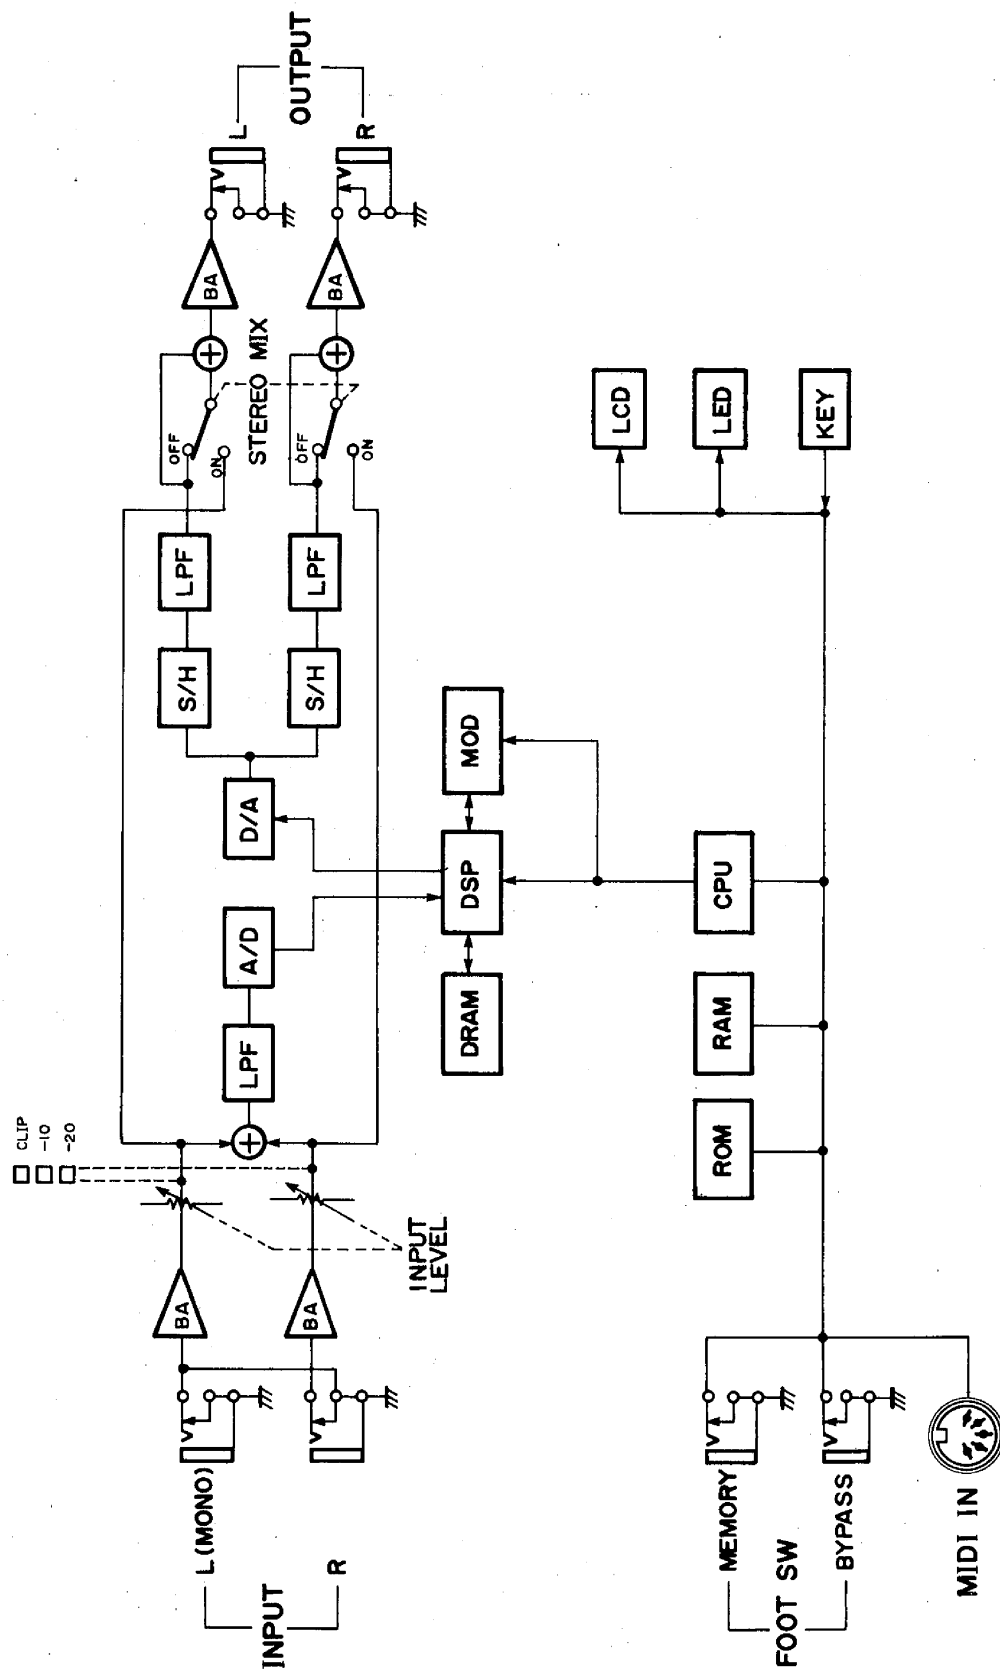 CLIP
-10
-20
INPUT
L(MONO)
R
V
V
BA
BA
INPUT
LEVEL
+
LPF
A/D
D/A
S/H
S/H
LPF
LPF
OFF
ON
OFF
ON
STEREO MIX
+
+
BA
BA
V
V
L
R
OUTPUT
DRAM
DSP
MOD
ROM
RAM
CPU
LCD
LED
KEY
FOOT SW
MEMORY
BYPASS
V
V
MIDI IN